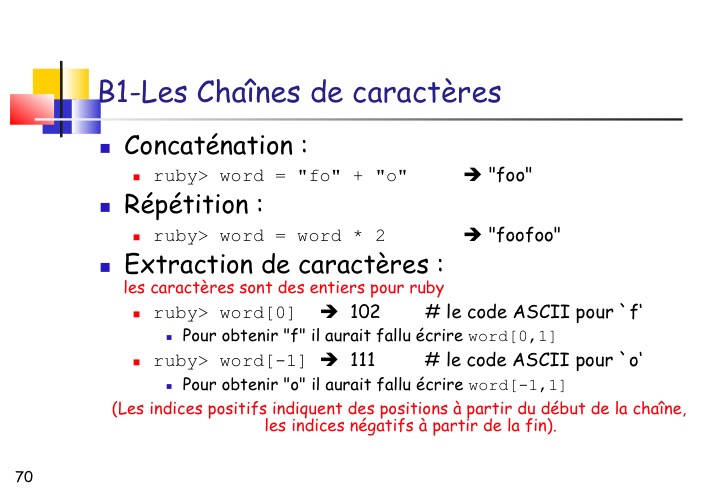 B1-Les Chaînes de caractères
Concaténation :
ruby> word = "fo" + "o" ➔ "foo"
Répétition :
ruby> word = word * 2 ➔ "foofoo"
Extraction de caractères :
les caractères sont des entiers pour ruby
ruby> word[0] ➔ 102 # le code ASCII pour `f‘
Pour obtenir "f" il aurait fallu écrire word[0,1]
ruby> word[-1] ➔ 111 # le code ASCII pour `o‘
Pour obtenir "o" il aurait fallu écrire word[-1,1]
(Les indices positifs indiquent des positions à partir du début de la chaîne,
les indices négatifs à partir de la fin).
70